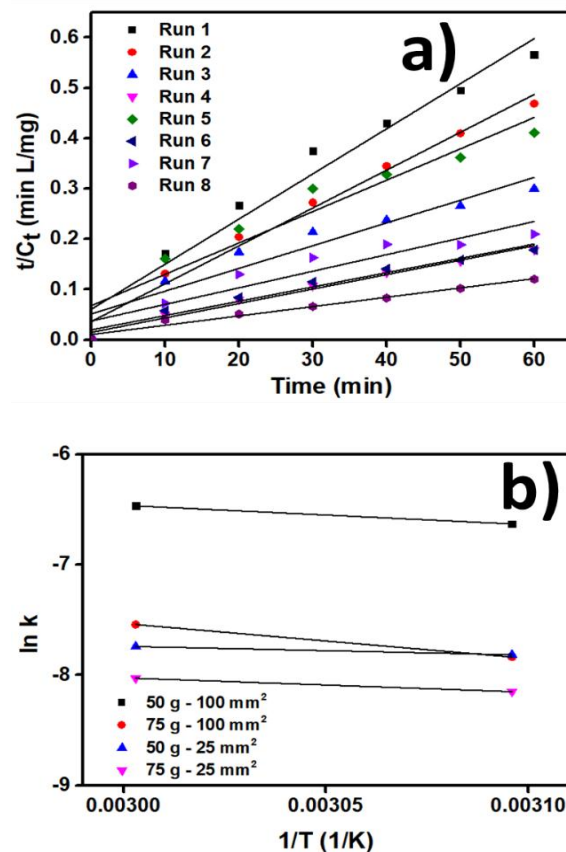 a)
0.6
0.5
0.4
0.3
0.2
0.1
0.0
t/Cₜ (min L/mg)
Run 1
Run 2
Run 3
Run 4
Run 5
Run 6
Run 7
Run 8
0 10 20 30 40 50 60
Time (min)
b)
-6
-7
-8
-9
ln k
50 g - 100 mm²
75 g - 100 mm²
50 g - 25 mm²
75 g - 25 mm²
0.00300 0.00305 0.00310
1/T (1/K)